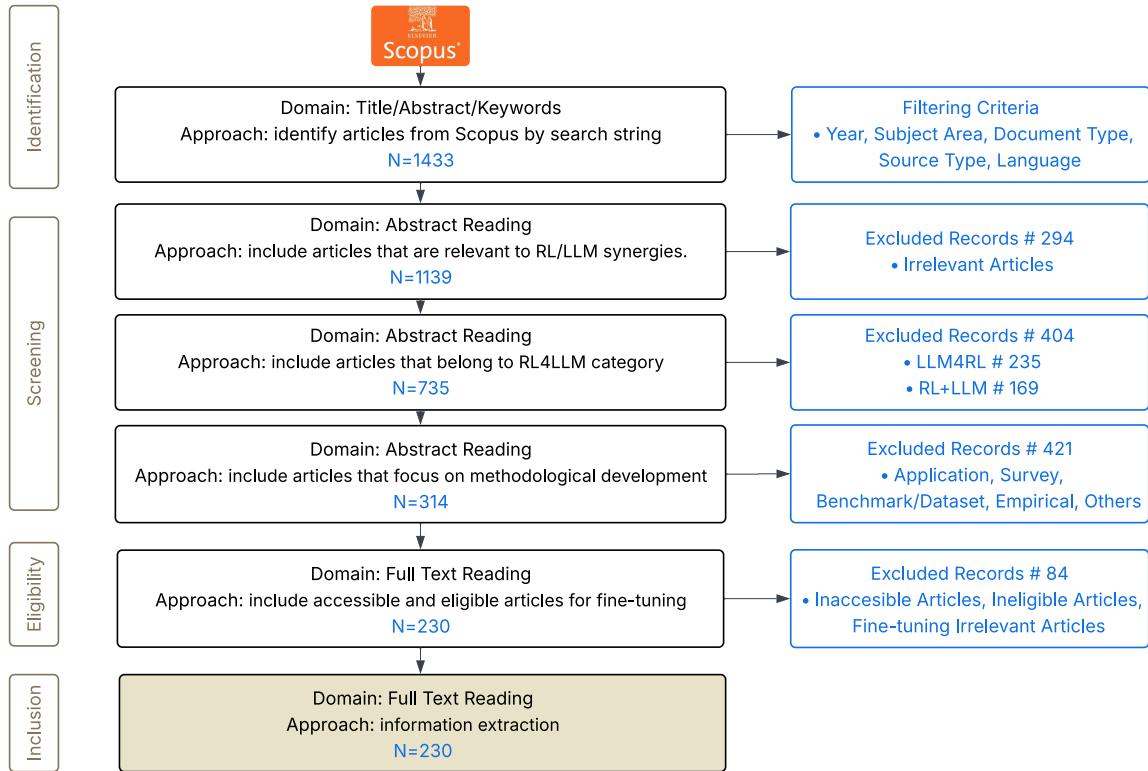 Identification
ELSEVIER
Scopus®
Domain: Title/Abstract/Keywords
Approach: identify articles from Scopus by search string
N=1433
Filtering Criteria
• Year, Subject Area, Document Type,
Source Type, Language
Screening
Domain: Abstract Reading
Approach: include articles that are relevant to RL/LLM synergies.
N=1139
Excluded Records # 294
• Irrelevant Articles
Domain: Abstract Reading
Approach: include articles that belong to RL4LLM category
N=735
Excluded Records # 404
• LLM4RL # 235
• RL+LLM # 169
Domain: Abstract Reading
Approach: include articles that focus on methodological development
N=314
Excluded Records # 421
• Application, Survey,
Benchmark/Dataset, Empirical, Others
Eligibility
Domain: Full Text Reading
Approach: include accessible and eligible articles for fine-tuning
N=230
Excluded Records # 84
• Inaccesible Articles, Ineligible Articles,
Fine-tuning Irrelevant Articles
Inclusion
Domain: Full Text Reading
Approach: information extraction
N=230